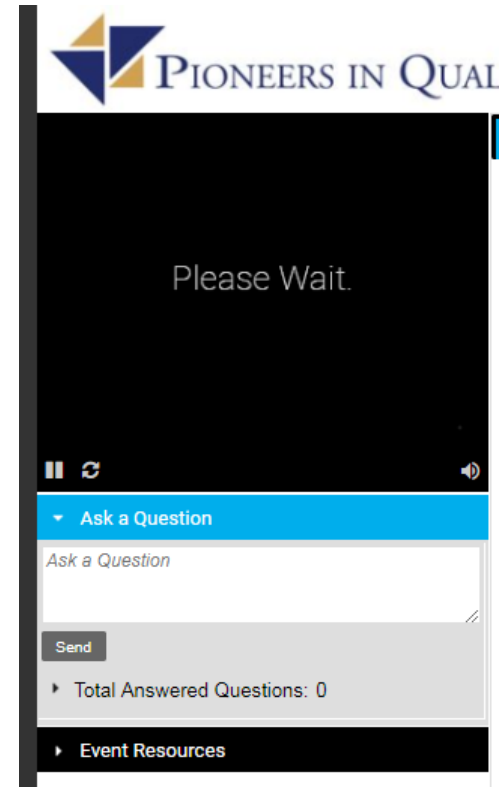 PIONEERS IN QUAL
Please Wait.
Ask a Question
Ask a Question
Send
Total Answered Questions: 0
Event Resources